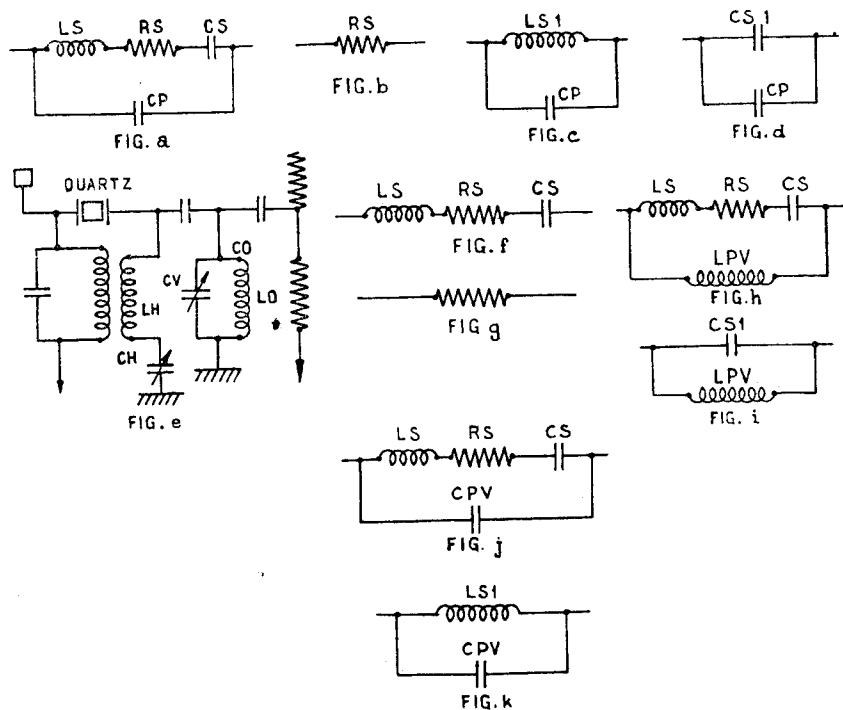 LS RS CS
CP
FIG. a
RS
FIG. b
LS1
CP
FIG. c
CS1
CP
FIG. d
QUARTZ
LH
CH
CV
CO
LO
FIG. e
LS RS CS
FIG. f
FIG g
LS RS CS
LPV
FIG. h
CS1
LPV
FIG. i
LS RS CS
CPV
FIG. j
LS1
CPV
FIG. k